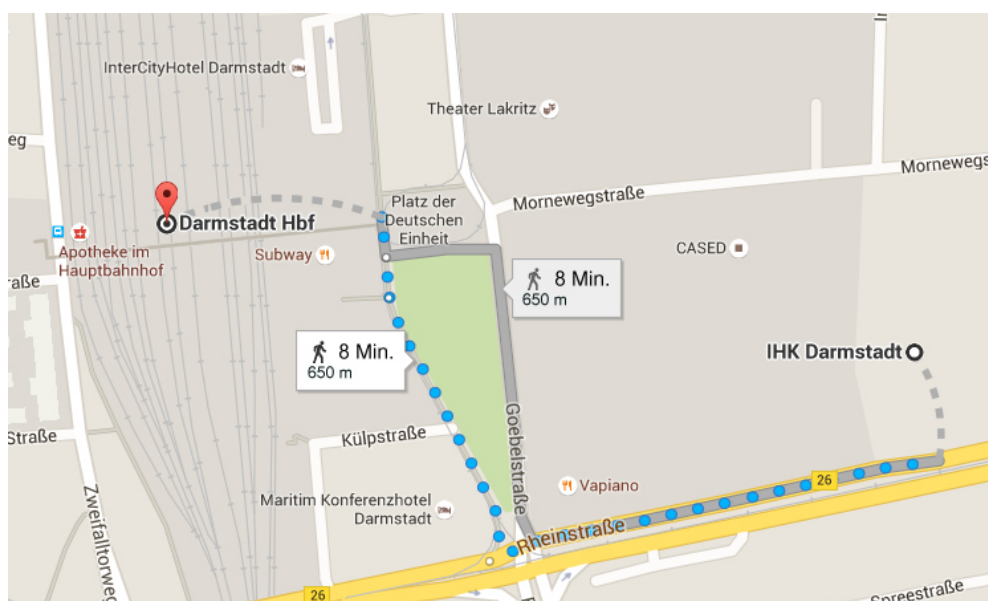 InterCityHotel Darmstadt
Theater Lakritz
eg
Mornewegs
Mornewegstraße
Platz der
Deutschen
Einheit
Darmstadt Hbf
Apotheke im
Hauptbahnhof
Subway
CASED
raße
8 Min.
650 m
8 Min.
650 m
IHK Darmstadt
Straße
Külpstraße
Goebelstraße
Vapiano
26
Zweifalltorweg
Maritim Konferenzhotel
Darmstadt
Rheinstraße
26
Spreestraße